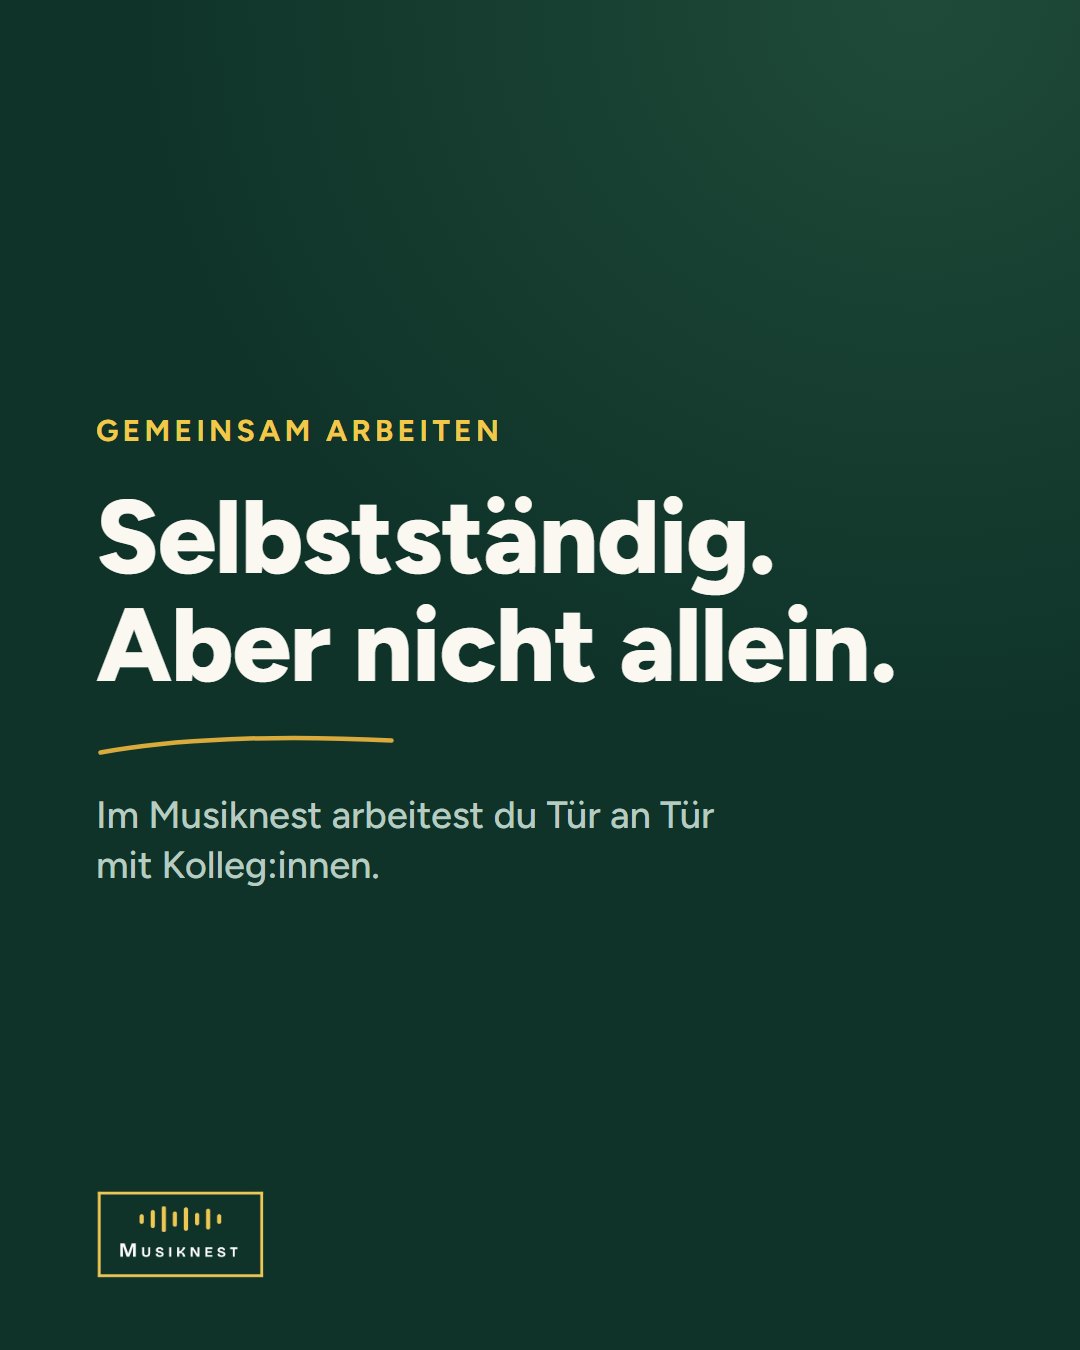 GEMEINSAM ARBEITEN
Selbstständig.
Aber nicht allein.
Im Musiknest arbeitest du Tür an Tür
mit Kolleg:innen.
MUSIKNEST